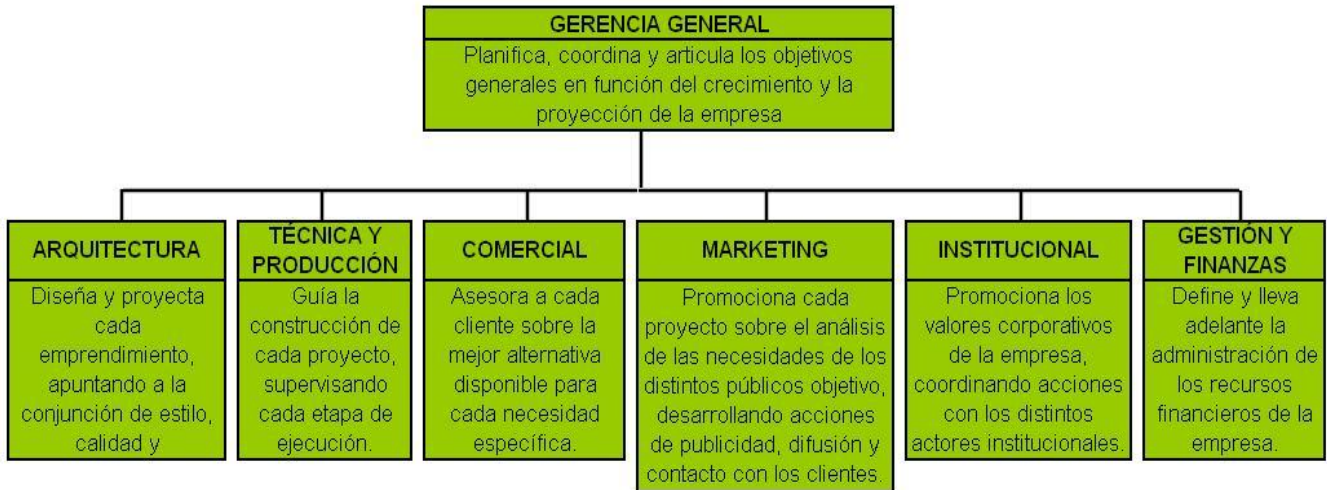 GERENCIA GENERAL
Planifica, coordina y articula los objetivos
generales en función del crecimiento y la
proyección de la empresa
ARQUITECTURA
Diseña y proyecta
cada
emprendimiento,
apuntando a la
conjunción de estilo,
calidad y
TÉCNICA Y
PRODUCCIÓN
Guía la
construcción de
cada proyecto,
supervisando
cada etapa de
ejecución.
COMERCIAL
Asesora a cada
cliente sobre la
mejor alternativa
disponible para
cada necesidad
específica.
MARKETING
Promociona cada
proyecto sobre el análisis
de las necesidades de los
distintos públicos objetivo,
desarrollando acciones
de publicidad, difusión y
contacto con los clientes.
INSTITUCIONAL
Promociona los
valores corporativos
de la empresa,
coordinando acciones
con los distintos
actores institucionales.
GESTIÓN Y
FINANZAS
Define y lleva
adelante la
administración de
los recursos
financieros de la
empresa.